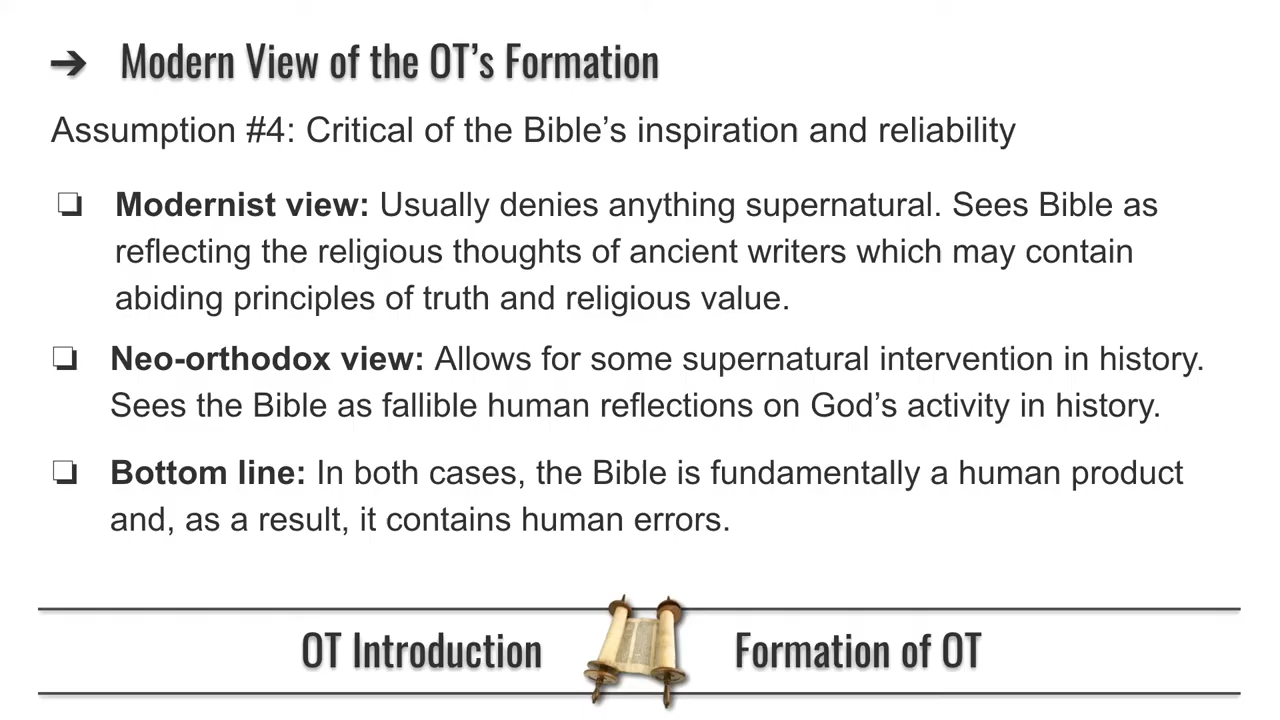 ➔ Modern View of the OT’s Formation
Assumption #4: Critical of the Bible’s inspiration and reliability
❏ Modernist view: Usually denies anything supernatural. Sees Bible as
reflecting the religious thoughts of ancient writers which may contain
abiding principles of truth and religious value.
❏ Neo-orthodox view: Allows for some supernatural intervention in history.
Sees the Bible as fallible human reflections on God’s activity in history.
❏ Bottom line: In both cases, the Bible is fundamentally a human product
and, as a result, it contains human errors.
OT Introduction Formation of OT